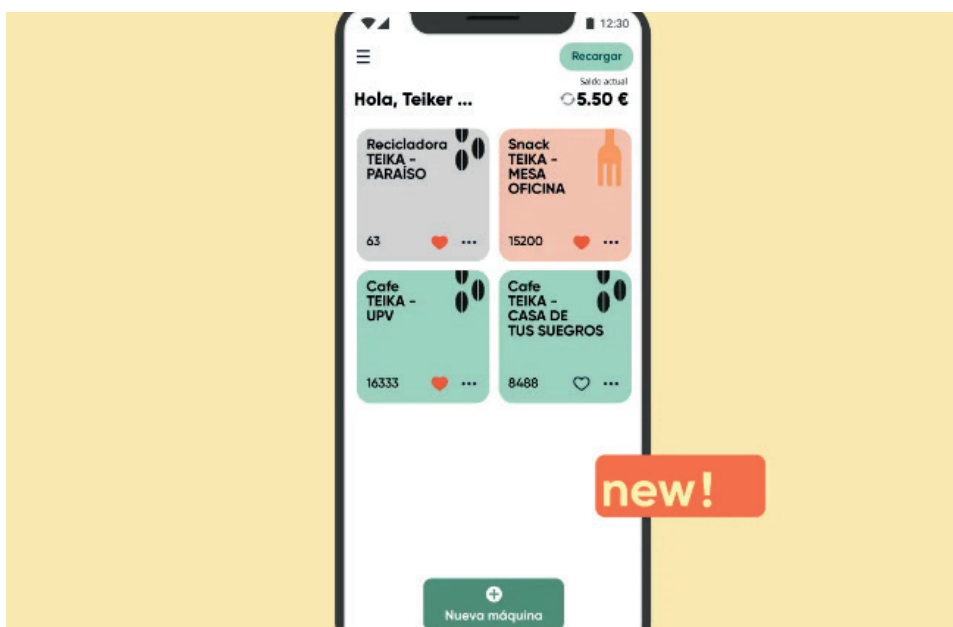 12:30
Recargar
Saldo actual
Hola, Teiker ...
5.50 €
Recicladora
TEIKA -
PARAÍSO
63
...
Snack
TEIKA -
MESA
OFICINA
15200
...
Cafe
TEIKA -
UPV
16333
...
Cafe
TEIKA -
CASA DE
TUS SUEGROS
8488
...
new!
Nueva máquina